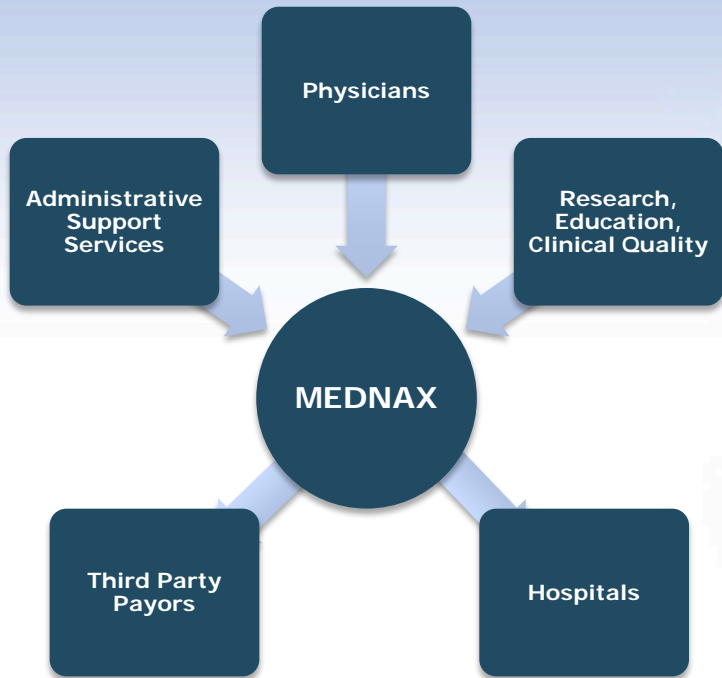 Physicians
Administrative
Support
Services
Research,
Education,
Clinical Quality
MEDNAX
Third Party
Payors
Hospitals